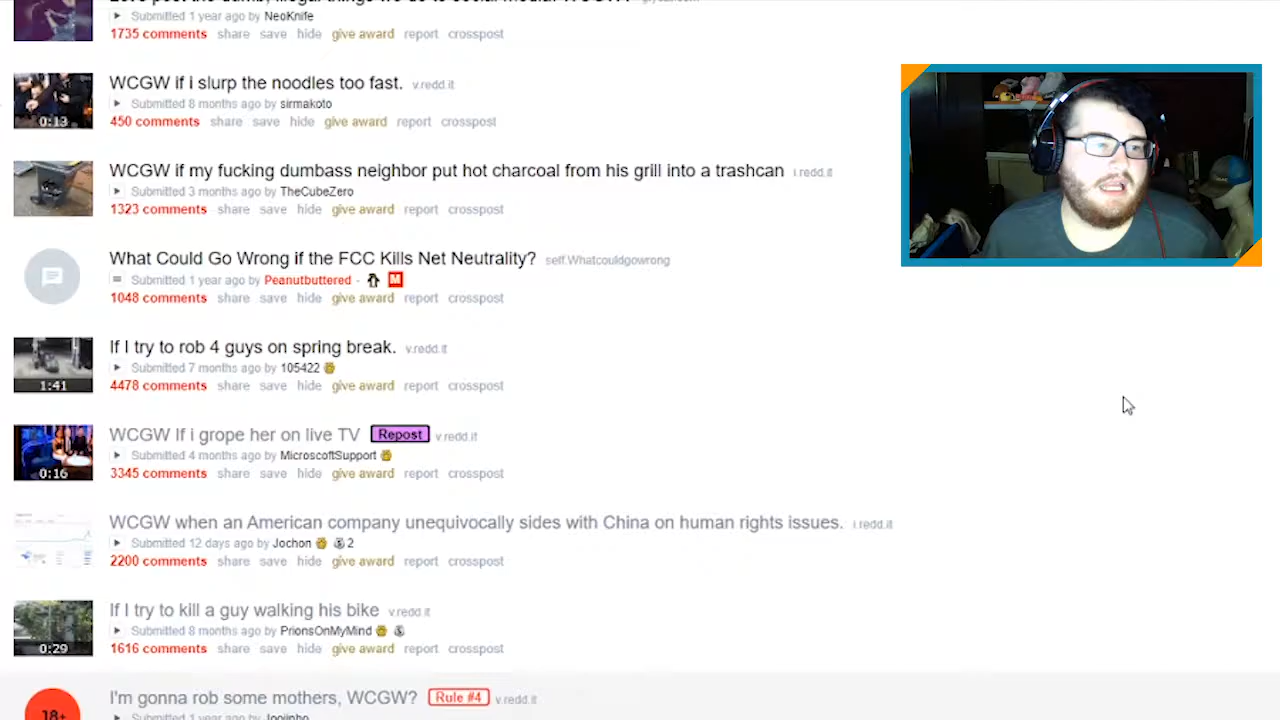 1735 comments share save hide give award report crosspost
Submitted 1 year ago by NeoKnife
WCGW if i slurp the noodles too fast. v.redd.it
Submitted 8 months ago by sirmakoto
0:13
450 comments share save hide give award report crosspost
WCGW if my fucking dumbass neighbor put hot charcoal from his grill into a trashcan i.redd.it
Submitted 3 months ago by TheCubeZero
1323 comments share save hide give award report crosspost
What Could Go Wrong if the FCC Kills Net Neutrality? self.Whatcouldgowrong
Submitted 1 year ago by Peanutbuttered - M
1048 comments share save hide give award report crosspost
If I try to rob 4 guys on spring break. v.redd.it
Submitted 7 months ago by 105422
1:41
4478 comments share save hide give award report crosspost
WCGW If i grope her on live TV Repost v.redd.it
Submitted 4 months ago by MicroscoftSupport
0:16
3345 comments share save hide give award report crosspost
WCGW when an American company unequivocally sides with China on human rights issues. i.redd.it
Submitted 12 days ago by Jochon 2
2200 comments share save hide give award report crosspost
If I try to kill a guy walking his bike v.redd.it
Submitted 8 months ago by PrionsOnMyMind
0:29
1616 comments share save hide give award report crosspost
I'm gonna rob some mothers, WCGW? Rule #4 v.redd.it
18+
Submitted 1 year ago by